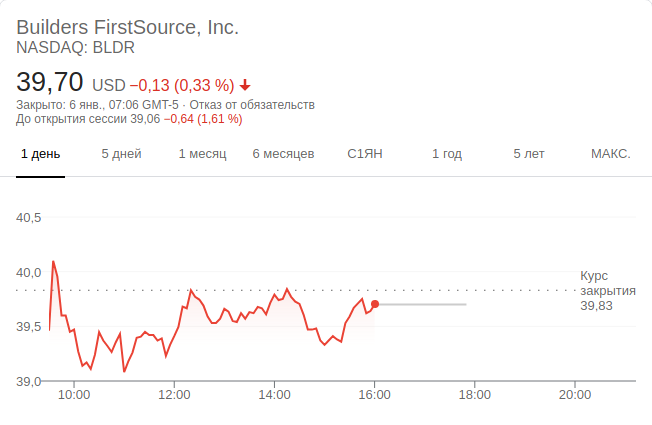 Builders FirstSource, Inc.
NASDAQ: BLDR
39,70 USD −0,13 (0,33 %)
Закрыто: 6 янв., 07:06 GMT-5 · Отказ от обязательств
До открытия сессии 39,06 −0,64 (1,61 %)
1 день 5 дней 1 месяц 6 месяцев С1ЯН 1 год 5 лет МАКС.
40,5
40,0
39,5
39,0
Курс
закрытия
39,83
10:00 12:00 14:00 16:00 18:00 20:00